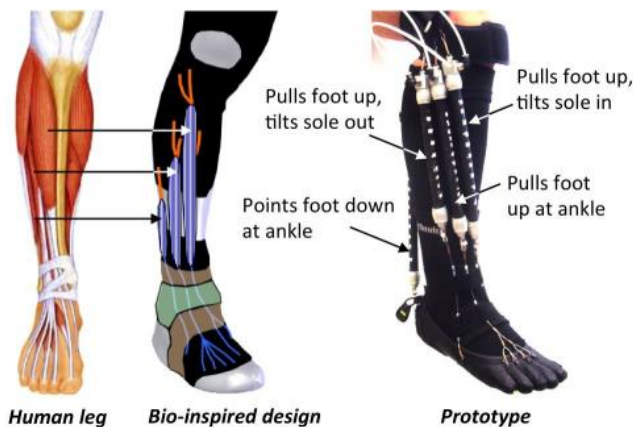 Pulls foot up,
tilts sole out
Pulls foot up,
tilts sole in
Points foot down
at ankle
Pulls foot
up at ankle
Human leg
Bio-inspired design
Prototype